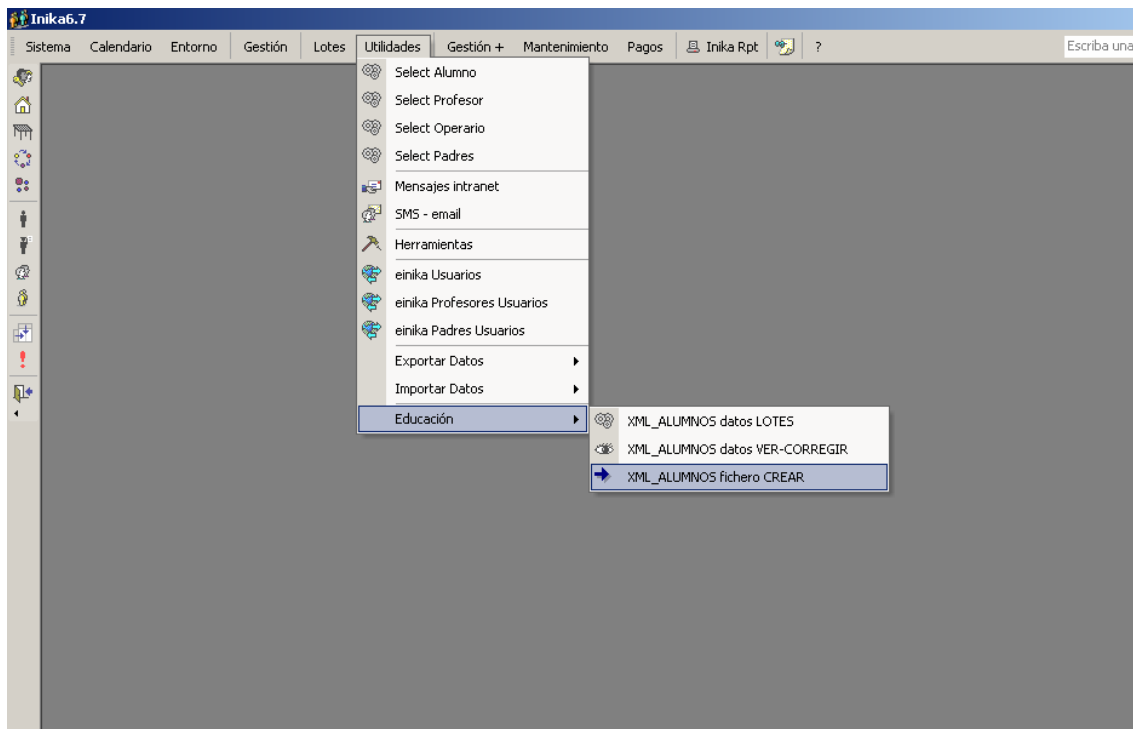 Inika6.7
Sistema Calendario Entorno Gestión Lotes Utilidades Gestión + Mantenimiento Pagos Inika Rpt ? Escriba una
Select Alumno
Select Profesor
Select Operario
Select Padres
Mensajes intranet
SMS - email
Herramientas
einika Usuarios
einika Profesores Usuarios
einika Padres Usuarios
Exportar Datos
Importar Datos
Educación
XML_ALUMNOS datos LOTES
XML_ALUMNOS datos VER-CORREGIR
XML_ALUMNOS fichero CREAR